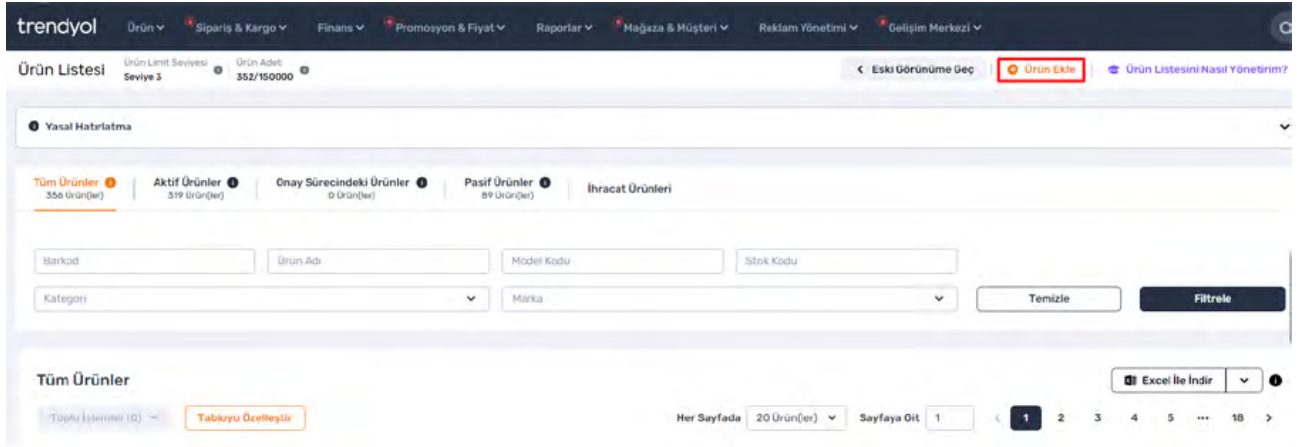 trendyol Ürün Sipariş & Kargo Finans Promosyon & Fiyat Raporlar Mağaza & Müşteri Reklam Yönetimi Gelişim Merkezi
Ürün Listesi Ürün Limit Seviyesi Ürün Adet
Seviye 3 352/150000
Eski Görünüme Geç Ürün Ekle Ürün Listesini Nasıl Yönetirim?
Yasal Hatırlatma
Tüm Ürünler Aktif Ürünler Onay Sürecindeki Ürünler Pasif Ürünler İhracat Ürünleri
356 Ürün(ler) 319 Ürün(ler) 0 Ürün(ler) 89 Ürün(ler)
Barkod Ürün Adı Model Kodu Stok Kodu
Kategori Marka Temizle Filtrele
Tüm Ürünler Excel İle İndir
Toplu İşlemler (0) Tabloyu Özelleştir Her Sayfada 20 Ürün(ler) Sayfaya Git 1 < 1 2 3 4 5 ... 18 >